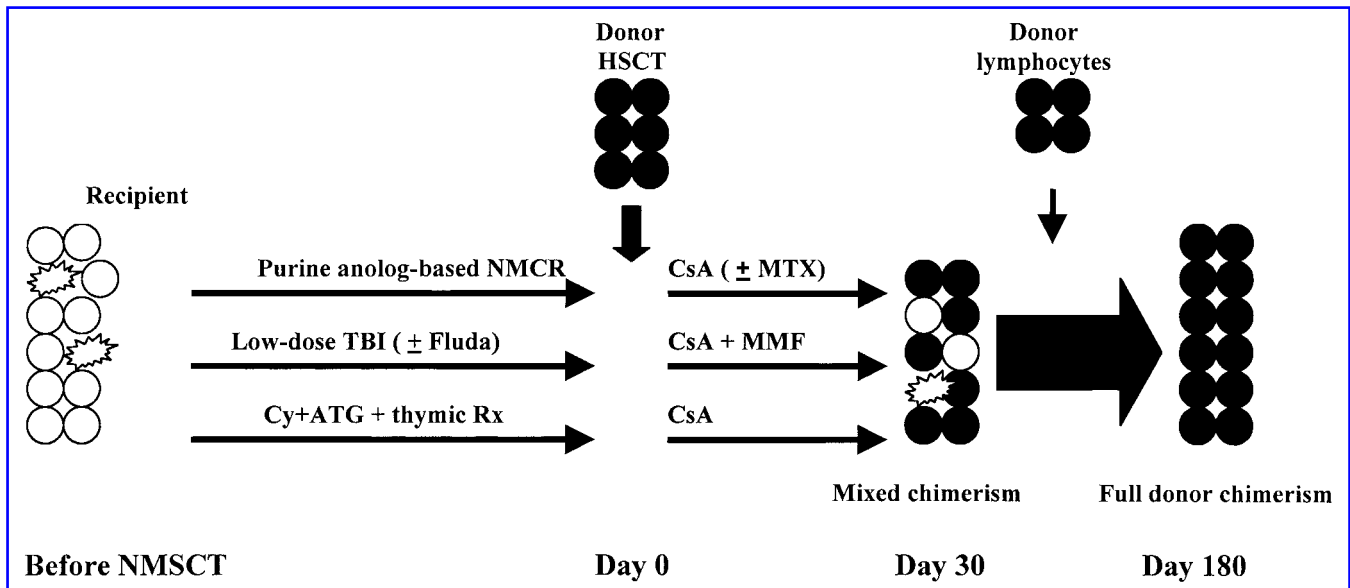 Donor
HSCT
Donor
lymphocytes
Recipient
Purine anolog-based NMCR
CsA ( ± MTX)
Low-dose TBI ( ± Fluda)
CsA + MMF
Cy+ATG + thymic Rx
CsA
Mixed chimerism
Full donor chimerism
Before NMSCT
Day 0
Day 30
Day 180